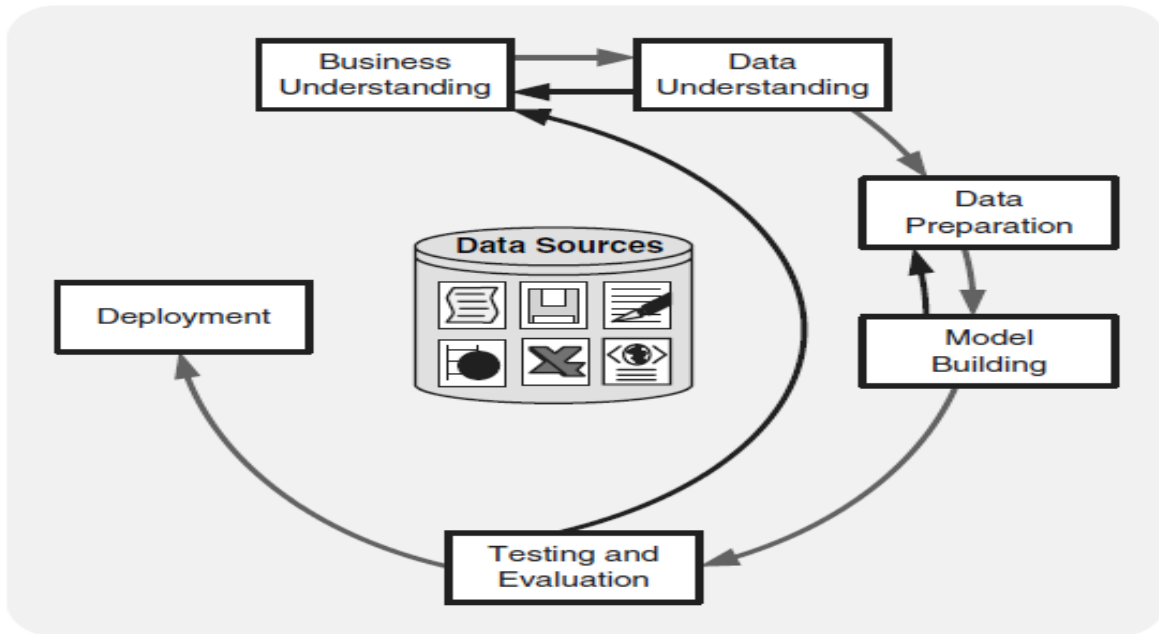 Business
Understanding
Data
Understanding
Data
Preparation
Data Sources
Deployment
Model
Building
Testing and
Evaluation